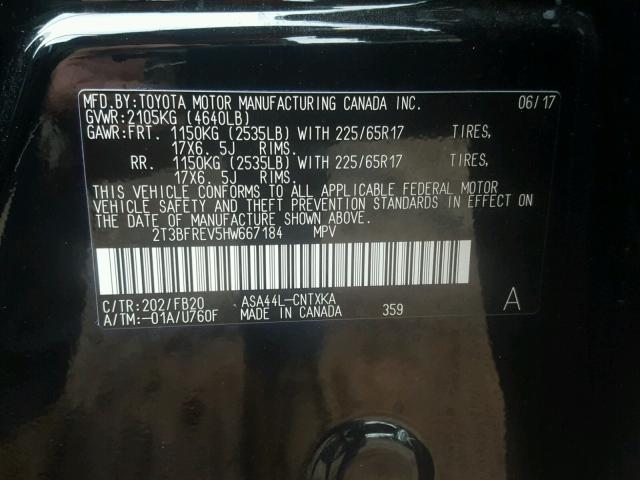 MFD.BY:TOYOTA MOTOR MANUFACTURING CANADA INC. 06/17
GVWR:2105KG (4640LB)
GAWR:FRT. 1150KG (2535LB) WITH 225/65R17 TIRES,
17X6. 5J RIMS.
RR. 1150KG (2535LB) WITH 225/65R17 TIRES,
17X6. 5J RIMS.
THIS VEHICLE CONFORMS TO ALL APPLICABLE FEDERAL MOTOR
VEHICLE SAFETY AND THEFT PREVENTION STANDARDS IN EFFECT ON
THE DATE OF MANUFACTURE SHOWN ABOVE.
2T3BFREV5HW667184 MPV
C/TR:202/FB20 ASA44L-CNTXKA A
A/TM:-01A/U760F MADE IN CANADA 359